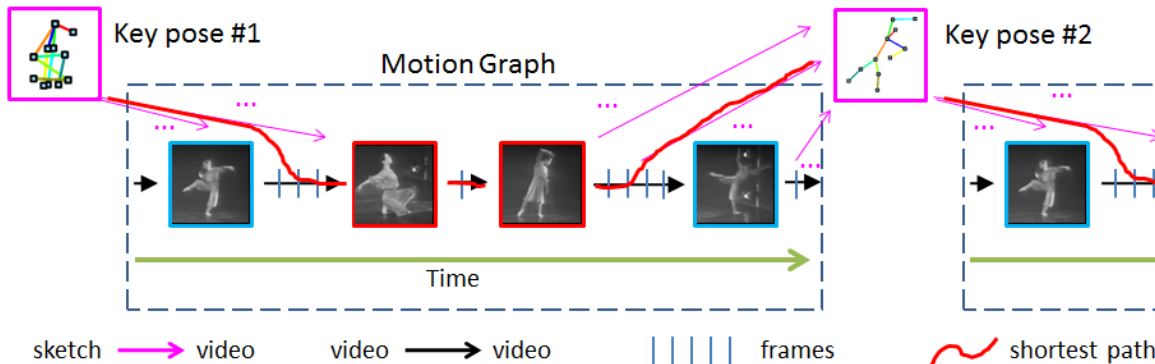 Key pose #1
Motion Graph
Key pose #2
...
...
...
...
...
...
...
Time
sketch video
video video
frames
shortest path